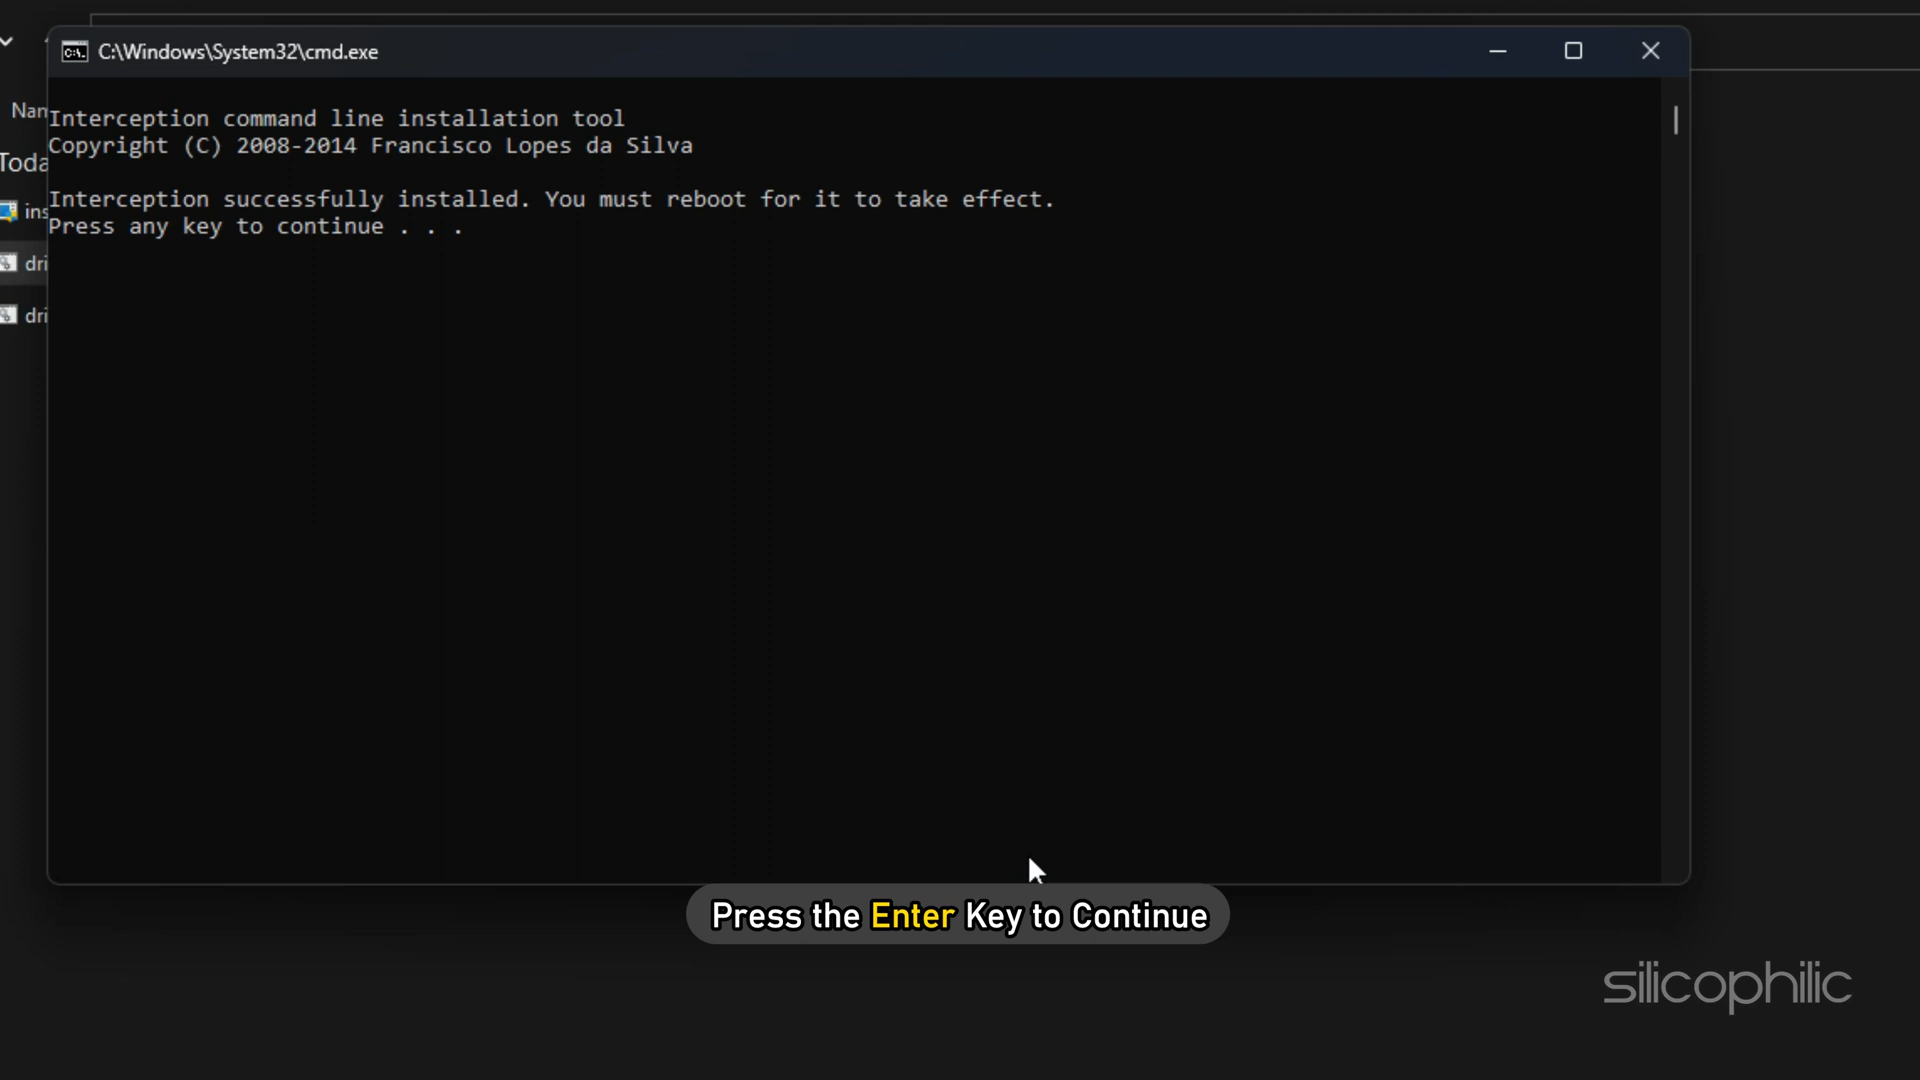 C:\Windows\System32\cmd.exe
Nam
Interception command line installation tool
Copyright (C) 2008-2014 Francisco Lopes da Silva
Toda
Interception successfully installed. You must reboot for it to take effect.
ins
Press any key to continue . . .
dri
dri
Press the Enter Key to Continue
silicophilic